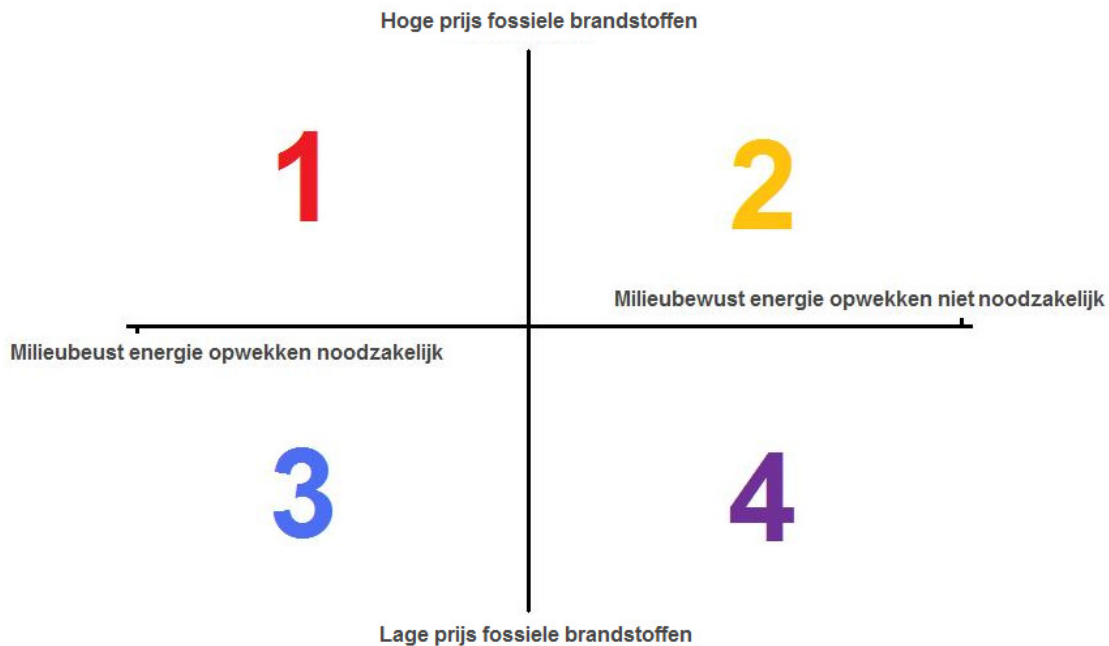 Hoge prijs fossiele brandstoffen
1
2
Milieubewust energie opwekken niet noodzakelijk
Milieubeust energie opwekken noodzakelijk
3
4
Lage prijs fossiele brandstoffen